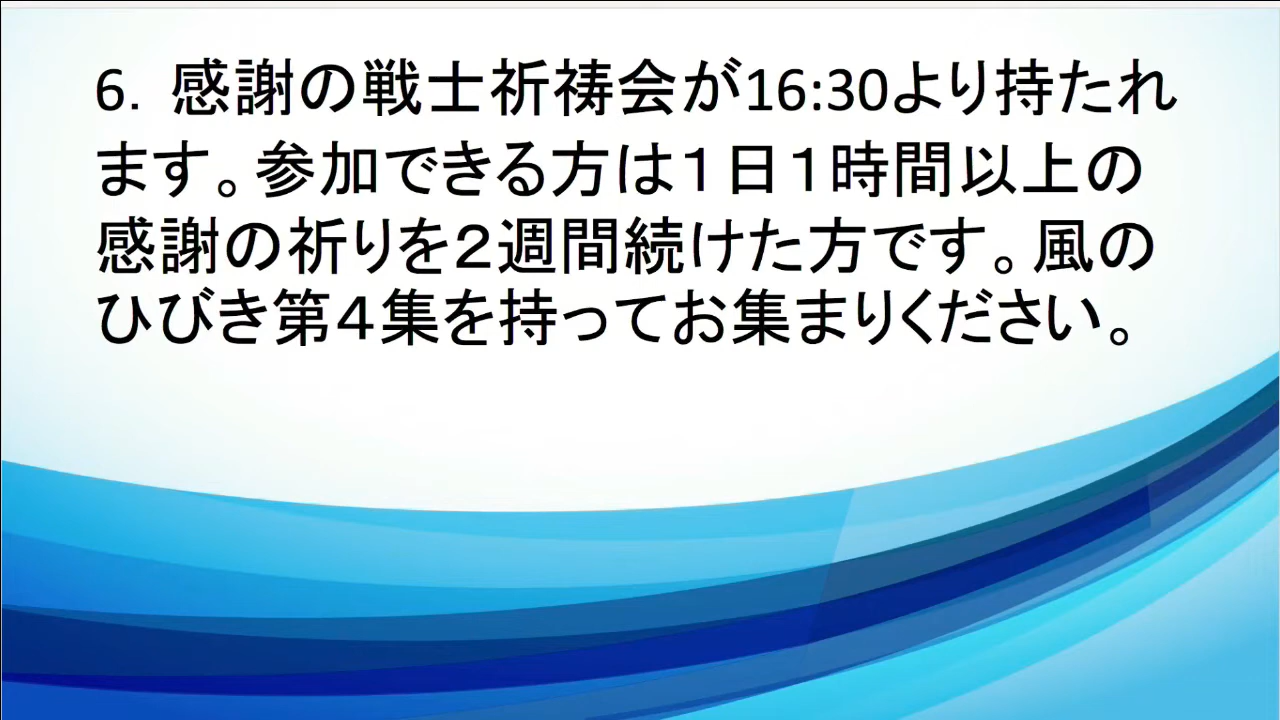 6．感謝の戦士祈祷会が16:30より持たれ
ます。参加できる方は１日１時間以上の
感謝の祈りを２週間続けた方です。風の
ひびき第４集を持ってお集まりください。